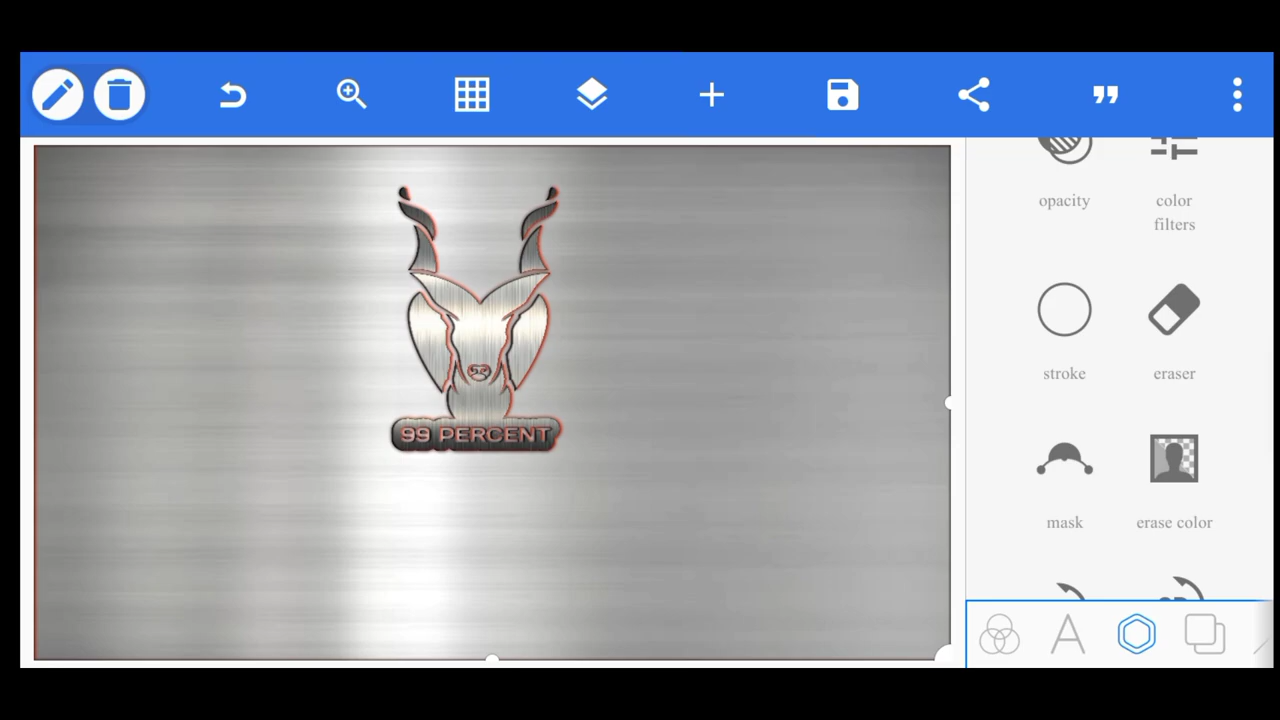 opacity
color
filters
stroke
eraser
99 PERCENT
mask
erase color